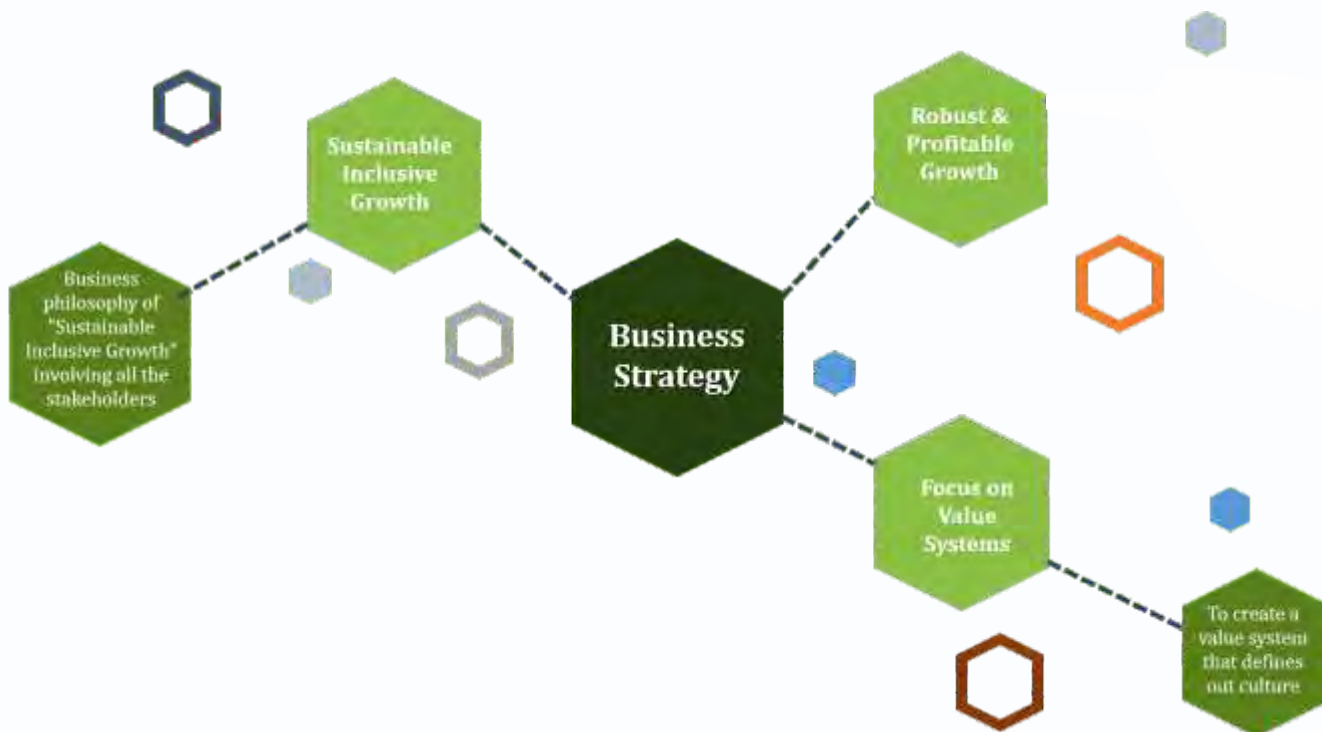 Sustainable
Inclusive
Growth
Robust &
Profitable
Growth
Business
philosophy of
"Sustainable
Inclusive Growth"
involving all the
stakeholders
Business
Strategy
Focus on
Value
Systems
To create a
value system
that defines
out culture